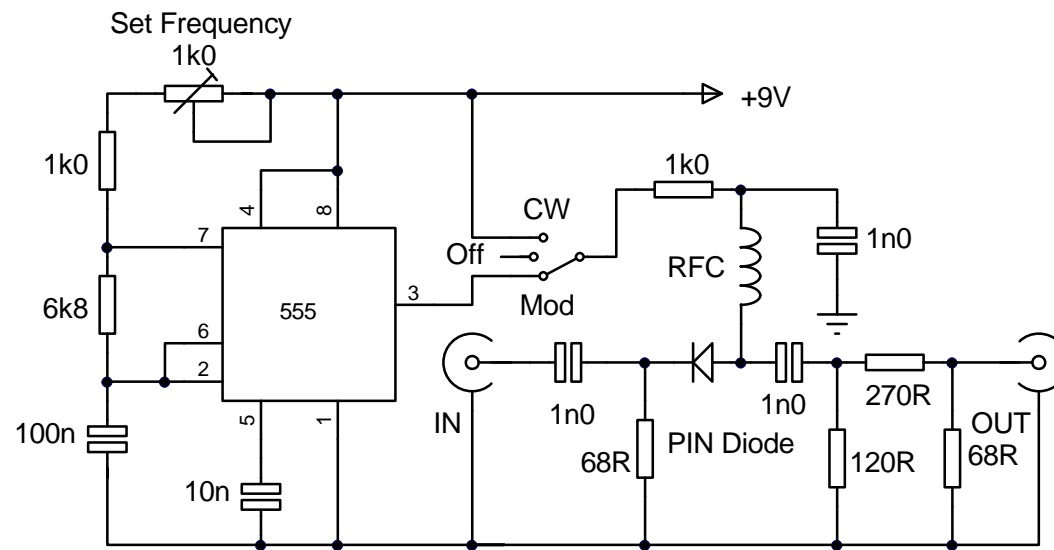 Set Frequency
1k0
+9V
1k0
1k0
4
8
CW
7
Off
RFC
1n0
6k8
555
3
Mod
6
2
IN
1n0
1n0
270R
5
1
100n
PIN Diode
OUT
68R
120R
68R
10n